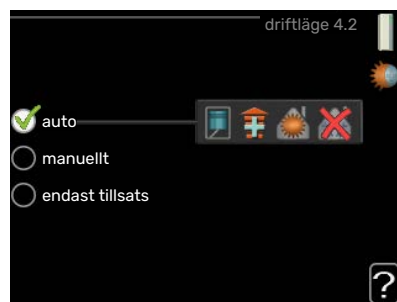 driftläge 4.2
auto
manuellt
endast tillsats
?